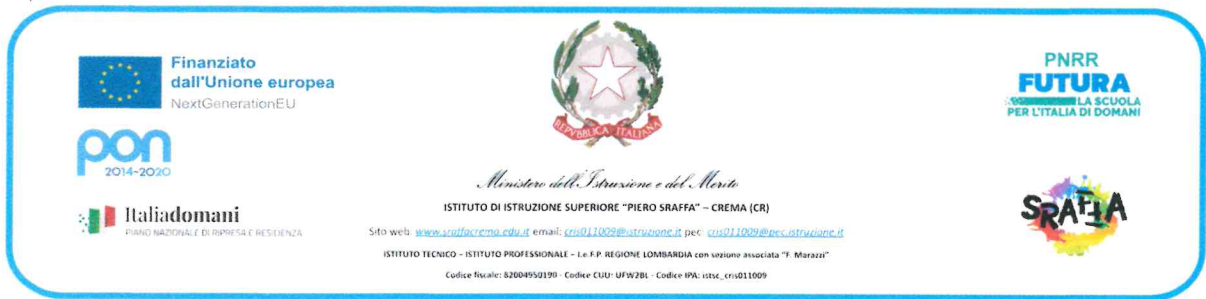 Finanziato
dall'Unione europea
NextGenerationEU
pon
2014-2020
Italiadomani
PIANO NAZIONALE DI RIPRESA E RESILIENZA
REPVBBLICA ITALIANA
Ministero dell'Istruzione e del Merito
ISTITUTO DI ISTRUZIONE SUPERIORE "PIERO SRAFFA" – CREMA (CR)
Sito web: www.sraffacrema.edu.it email: cris011009@istruzione.it pec: cris011009@pec.istruzione.it
ISTITUTO TECNICO – ISTITUTO PROFESSIONALE – I.e.F.P. REGIONE LOMBARDIA con sezione associata "F. Marazzi"
Codice fiscale: 82004950190 - Codice CUU: UFW2BL - Codice IPA: istsc_cris011009
PNRR
FUTURA
LA SCUOLA
PER L'ITALIA DI DOMANI
SRAFFA